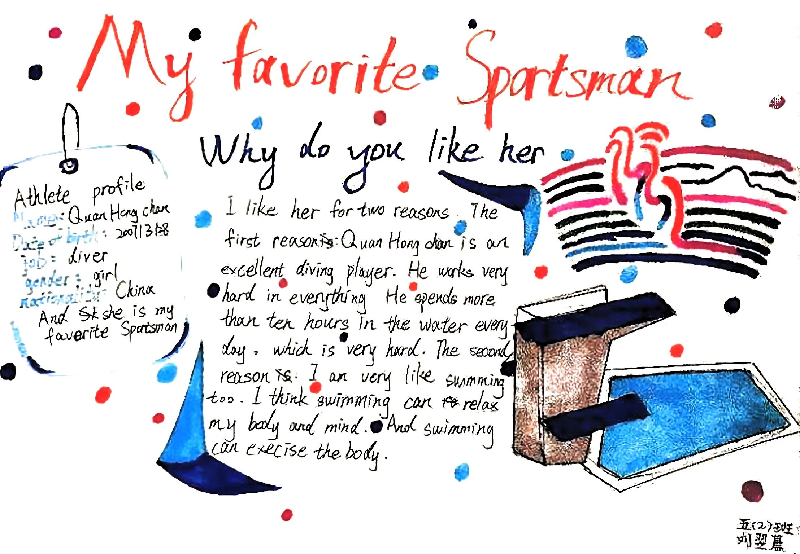 My favorite Sportsman
Why do you like her
Athlete profile
Name: Quan Hong chan
Date of birth: 2007/3/28
job: diver
gender: girl
nationality: China
And she is my
favorite Sportsman
I like her for two reasons. The
first reason is: Quan Hong chan is an
excellent diving player. He works very
hard in everything He spends more
than ten hours in the water every
day, which is very hard. The second
reason is: I am very like swmming
too. I think swimming can relax
my body and mind. And swimming
can execise the body.
五(2)班
刘翌菡